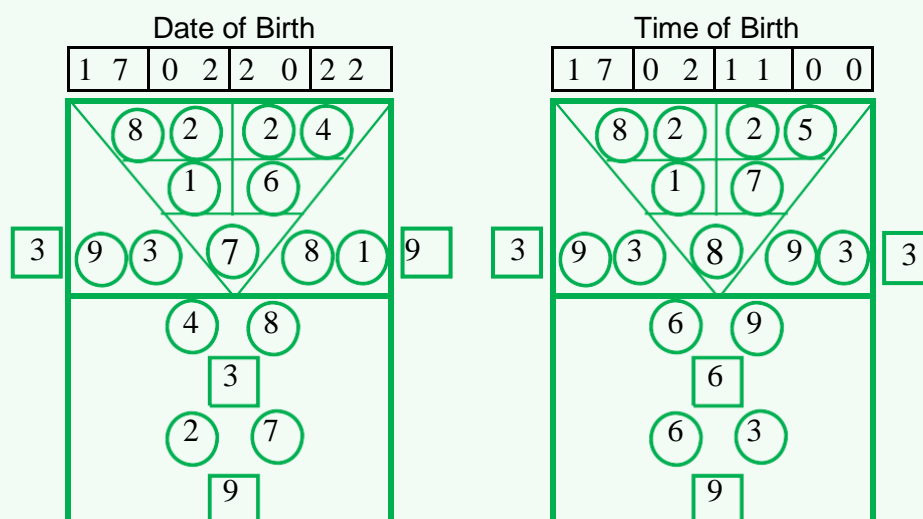 Date of Birth Time of Birth
1 7 0 2 2 0 2 2 1 7 0 2 1 1 0 0
8 2 2 4 8 2 2 5
1 6 1 7
3 9 3 7 8 1 9 3 9 3 8 9 3 3
4 8 6 9
3 6
2 7 6 3
9 9